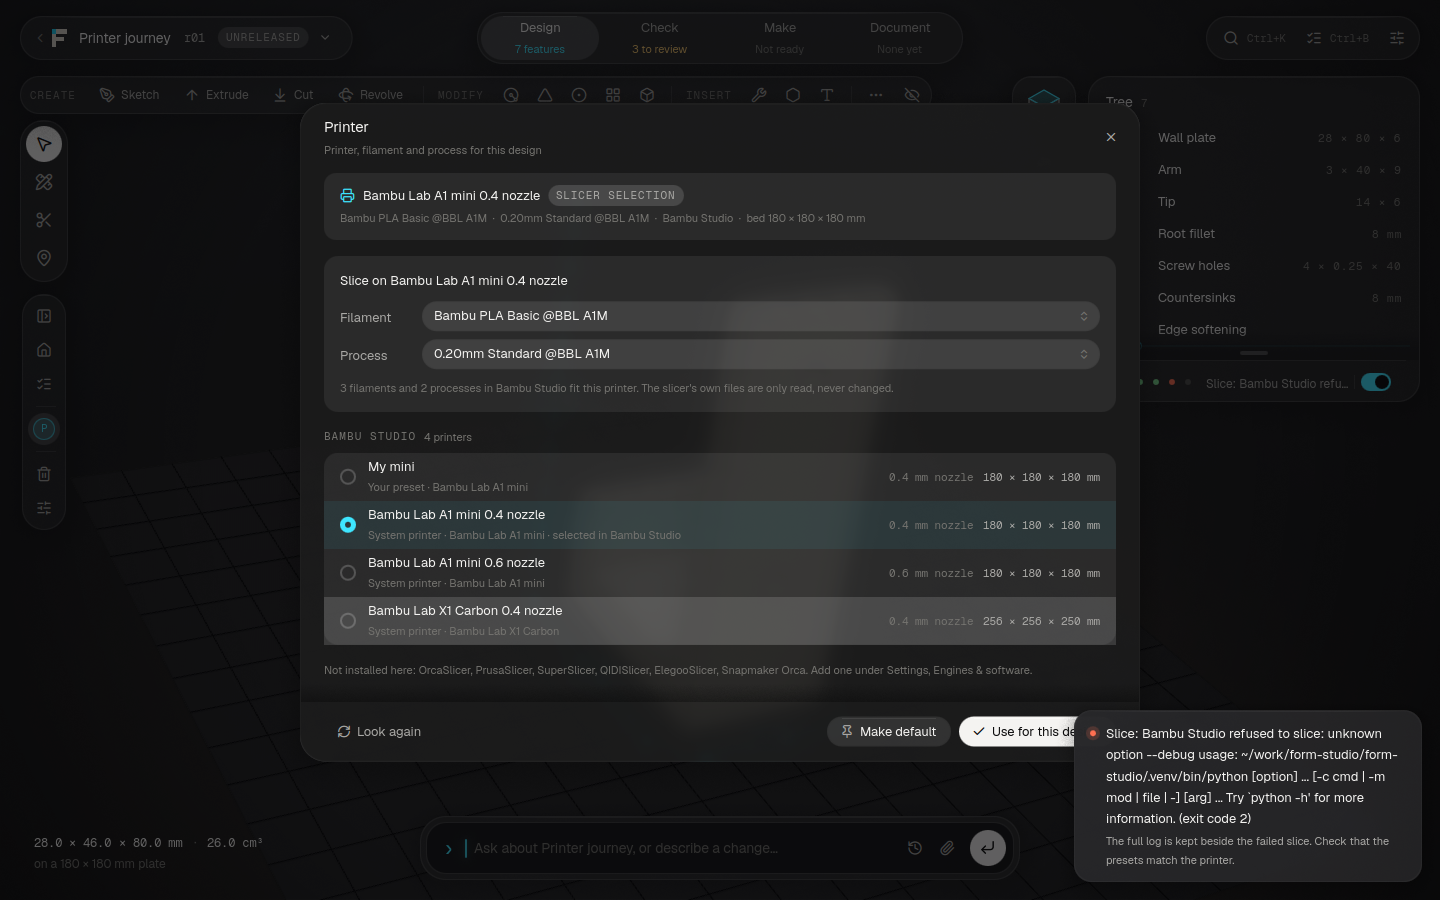 Printer journey r01 UNRELEASED
Design
7 features
Check
3 to review
Make
Not ready
Document
None yet
Ctrl+K
Ctrl+B
CREATE Sketch Extrude Cut Revolve MODIFY INSERT
Tree 7
Wall plate 28 × 80 × 6
Arm 3 × 40 × 9
Tip 14 × 6
Root fillet 8 mm
Screw holes 4 × 0.25 × 40
Countersinks 8 mm
Edge softening
Slice: Bambu Studio refu...
P
Printer
Printer, filament and process for this design
Bambu Lab A1 mini 0.4 nozzle SLICER SELECTION
Bambu PLA Basic @BBL A1M · 0.20mm Standard @BBL A1M · Bambu Studio · bed 180 × 180 × 180 mm
Slice on Bambu Lab A1 mini 0.4 nozzle
Filament Bambu PLA Basic @BBL A1M
Process 0.20mm Standard @BBL A1M
3 filaments and 2 processes in Bambu Studio fit this printer. The slicer's own files are only read, never changed.
BAMBU STUDIO 4 printers
My mini
Your preset · Bambu Lab A1 mini
0.4 mm nozzle 180 × 180 × 180 mm
Bambu Lab A1 mini 0.4 nozzle
System printer · Bambu Lab A1 mini · selected in Bambu Studio
0.4 mm nozzle 180 × 180 × 180 mm
Bambu Lab A1 mini 0.6 nozzle
System printer · Bambu Lab A1 mini
0.6 mm nozzle 180 × 180 × 180 mm
Bambu Lab X1 Carbon 0.4 nozzle
System printer · Bambu Lab X1 Carbon
0.4 mm nozzle 256 × 256 × 250 mm
Not installed here: OrcaSlicer, PrusaSlicer, SuperSlicer, QIDISlicer, ElegooSlicer, Snapmaker Orca. Add one under Settings, Engines & software.
Look again
Make default
Use for this de
Slice: Bambu Studio refused to slice: unknown
option --debug usage: ~/work/form-studio/form-
studio/.venv/bin/python [option] ... [-c cmd | -m
mod | file | -] [arg] ... Try `python -h' for more
information. (exit code 2)
The full log is kept beside the failed slice. Check that the
presets match the printer.
28.0 × 46.0 × 80.0 mm · 26.0 cm³
on a 180 × 180 mm plate
Ask about Printer journey, or describe a change...